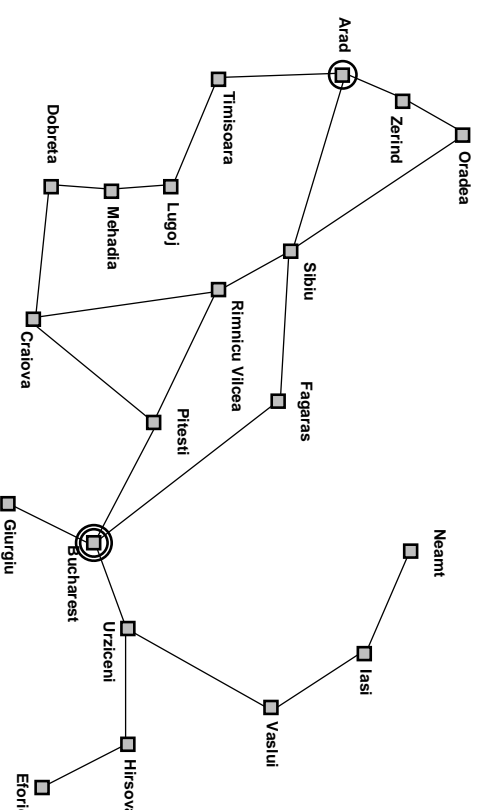 Arad
Oradea
Zerind
Timisoara
Dobreta
Lugoj
Mehadia
Sibiu
Rimnicu Vilcea
Craiova
Fagaras
Pitesti
Giurgiu
Bucharest
Neamt
Urziceni
Iasi
Vaslui
Hirsova
Efori